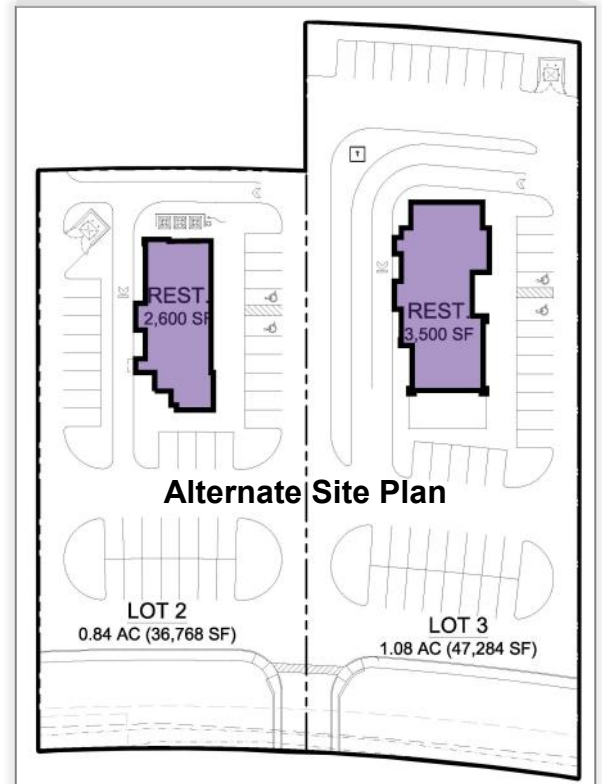 REST.
2,600 SF
REST.
3,500 SF
Alternate Site Plan
LOT 2
0.84 AC (36,768 SF)
LOT 3
1.08 AC (47,284 SF)